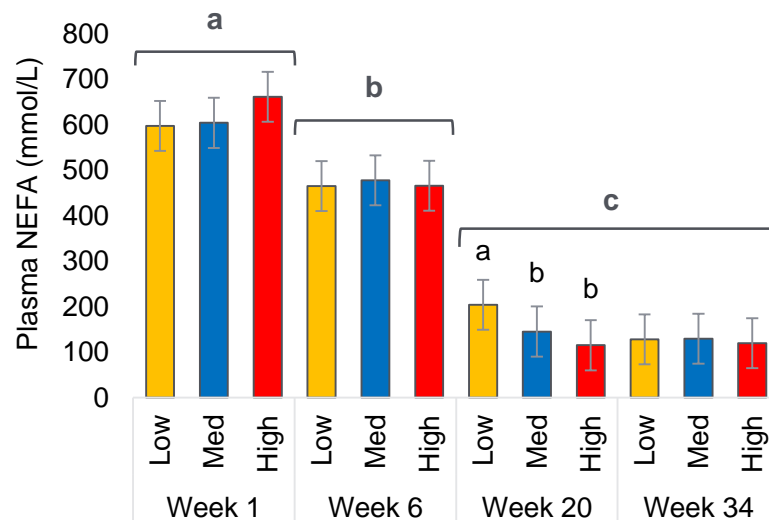 Plasma NEFA (mmol/L)
800
700
600
500
400
300
200
100
0
a
b
c
a
b
b
Low
Med
High
Low
Med
High
Low
Med
High
Low
Med
High
Week 1
Week 6
Week 20
Week 34